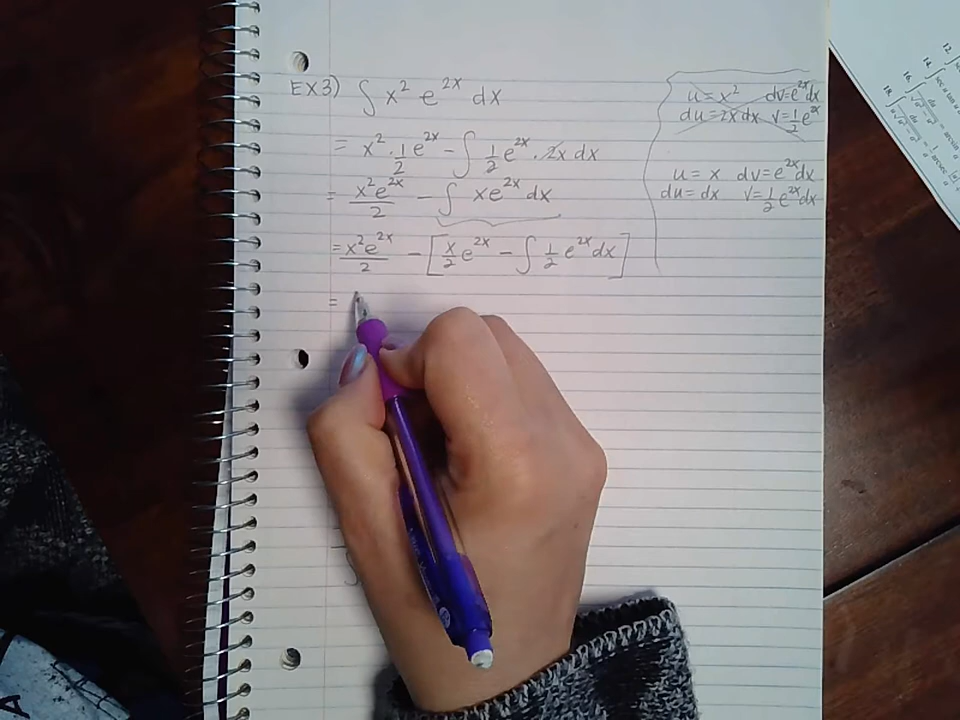 EX3) ∫ x² e^{2x} dx
= x² · 1/2 e^{2x} - ∫ 1/2 e^{2x} · 2x dx
= x²e^{2x}/2 - ∫ xe^{2x} dx
= x²e^{2x}/2 - [x/2 e^{2x} - ∫ 1/2 e^{2x} dx]
=
u = x² dv = e^{2x}dx
du = 2x dx v = 1/2 e^{2x}
u = x dv = e^{2x}dx
du = dx v = 1/2 e^{2x}dx